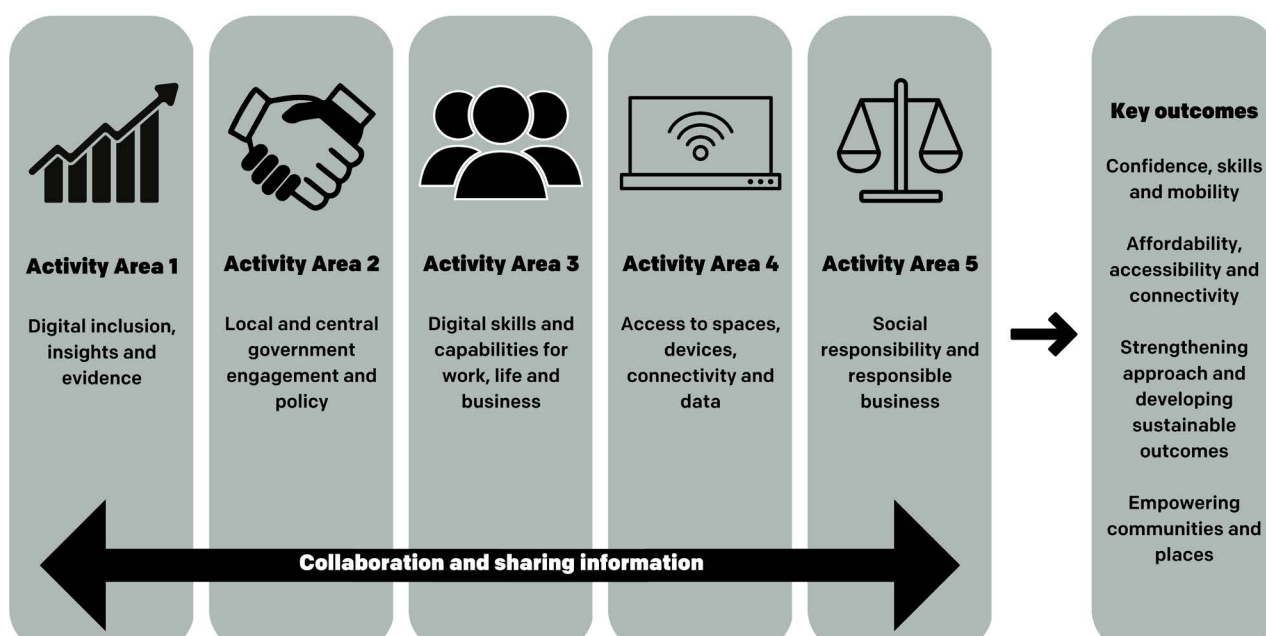 Activity Area 1
Digital inclusion,
insights and
evidence
Activity Area 2
Local and central
government
engagement and
policy
Activity Area 3
Digital skills and
capabilities for
work, life and
business
Activity Area 4
Access to spaces,
devices,
connectivity and
data
Activity Area 5
Social
responsibility and
responsible
business
Collaboration and sharing information
Key outcomes
Confidence, skills
and mobility
Affordability,
accessibility and
connectivity
Strengthening
approach and
developing
sustainable
outcomes
Empowering
communities and
places